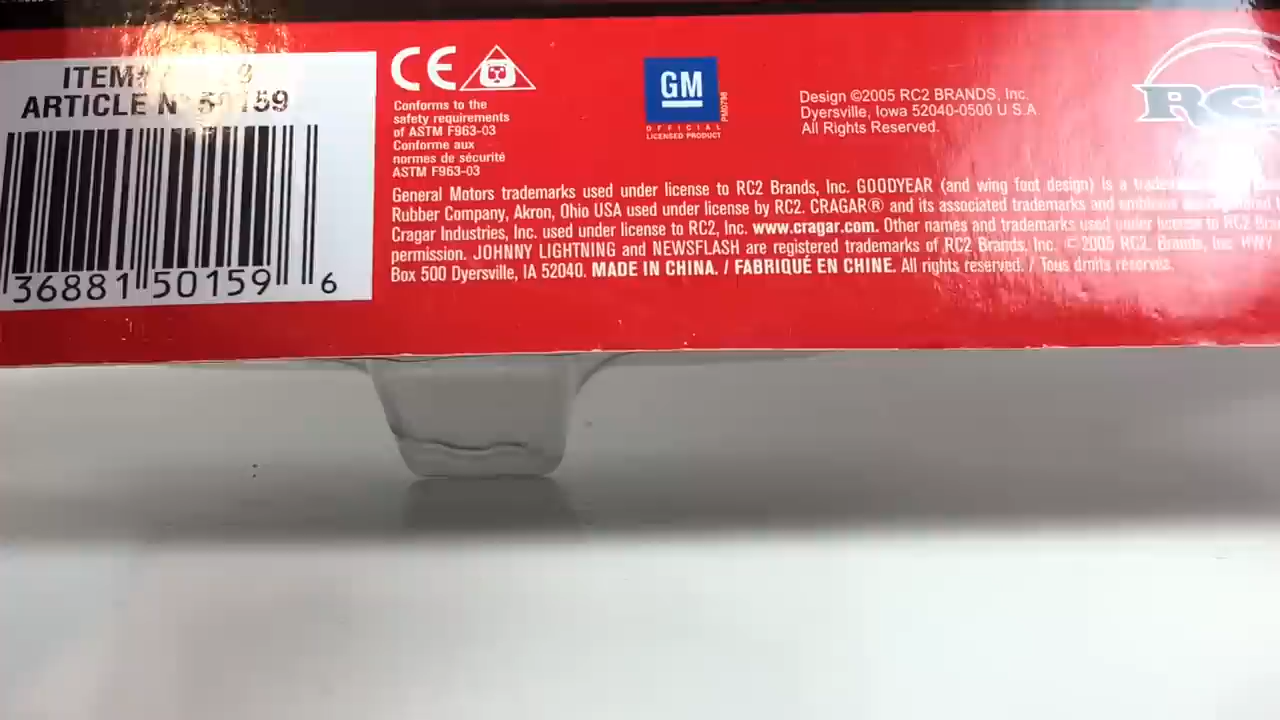 ITEM#
ARTICLE N° 50159
36881 50159 6
CE
Conforms to the
safety requirements
of ASTM F963-03
Conforme aux
normes de sécurité
ASTM F963-03
GM
OFFICIAL
LICENSED PRODUCT
Design ©2005 RC2 BRANDS, Inc.
Dyersville, Iowa 52040-0500 U S.A.
All Rights Reserved.
RC
General Motors trademarks used under license to RC2 Brands, Inc. GOODYEAR (and wing foot design) is a
Rubber Company, Akron, Ohio USA used under license by RC2. CRAGAR® and its associated trademarks and
Cragar Industries, Inc. used under license to RC2, Inc. www.cragar.com. Other names and trademarks used under license to RC2
permission. JOHNNY LIGHTNING and NEWSFLASH are registered trademarks of RC2 Brands, Inc. © 2005 RC2 Brands, Inc. HWY
Box 500 Dyersville, IA 52040. MADE IN CHINA. / FABRIQUÉ EN CHINE. All rights reserved. / Tous droits réservez.